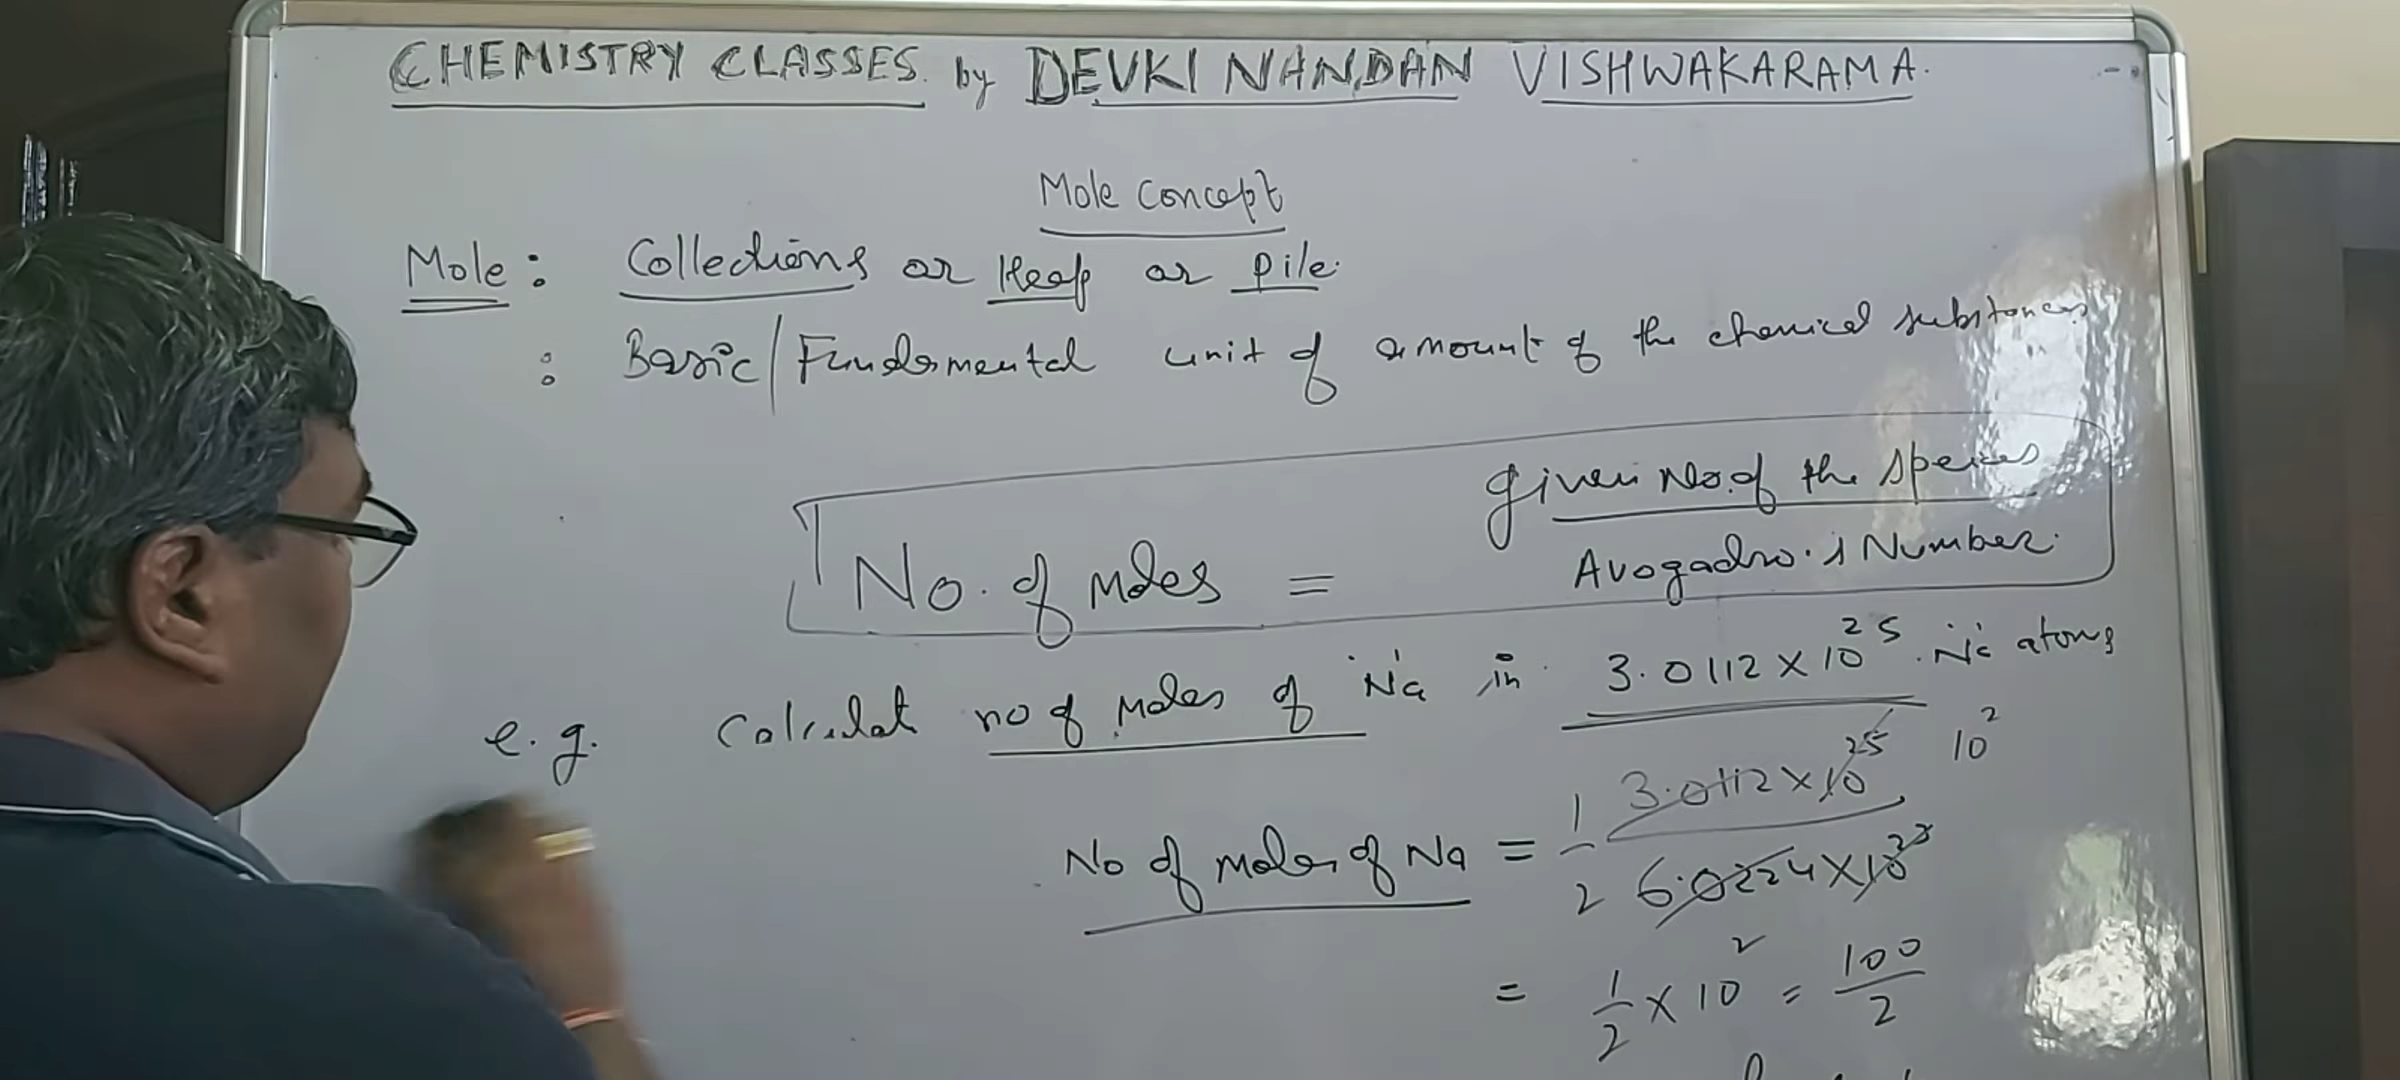 CHEMISTRY CLASSES by DEVKI NANDAN VISHWAKARAMA.
Mole Concept
Mole : Collections or Heap or Pile.
: Basic/Fundamental unit of amount of the chemical substances
No. of moles = given No. of the species
Avogadro's Number.
e.g. Calculate no of moles of Na in 3.0112 × 10^25 Na atoms
No of moles of Na = 1/2 3.0112 × 10^25 10^2
6.0224 × 10^23
= 1/2 × 10^2 = 100/2